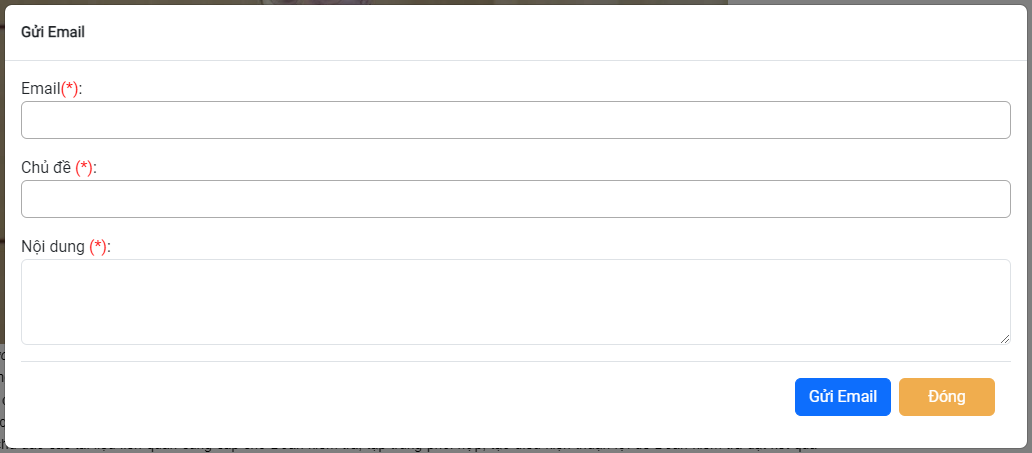 Gửi Email
Email(*):
Chủ đề (*):
Nội dung (*):
Gửi Email
Đóng